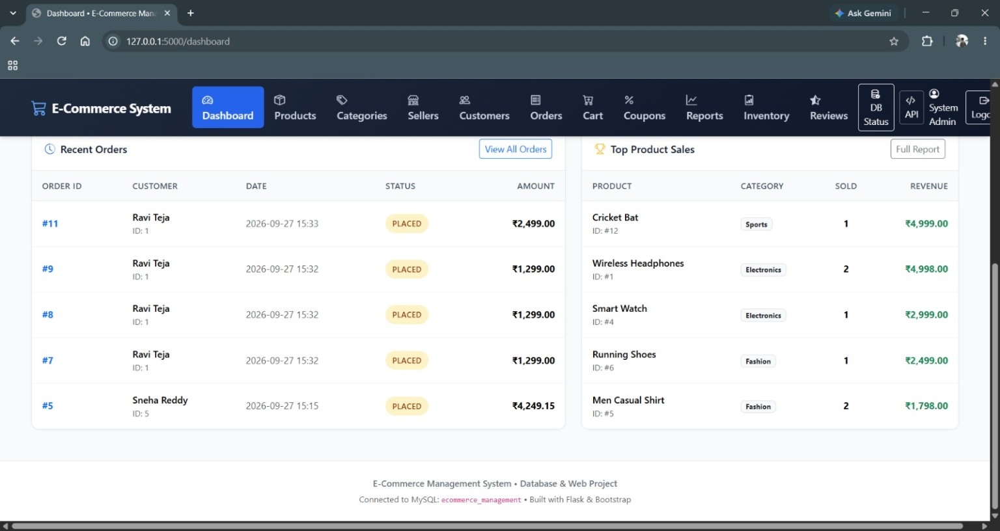 Dashboard • E-Commerce Man
Ask Gemini
127.0.0.1:5000/dashboard
E-Commerce System
Dashboard
Products
Categories
Sellers
Customers
Orders
Cart
Coupons
Reports
Inventory
Reviews
DB Status
API
System Admin
Logo
Recent Orders
View All Orders
ORDER ID CUSTOMER DATE STATUS AMOUNT
#11 Ravi Teja 2026-09-27 15:33 PLACED ₹2,499.00
ID: 1
#9 Ravi Teja 2026-09-27 15:32 PLACED ₹1,299.00
ID: 1
#8 Ravi Teja 2026-09-27 15:32 PLACED ₹1,299.00
ID: 1
#7 Ravi Teja 2026-09-27 15:32 PLACED ₹1,299.00
ID: 1
#5 Sneha Reddy 2026-09-27 15:15 PLACED ₹4,249.15
ID: 5
Top Product Sales
Full Report
PRODUCT CATEGORY SOLD REVENUE
Cricket Bat Sports 1 ₹4,999.00
ID: #12
Wireless Headphones Electronics 2 ₹4,998.00
ID: #1
Smart Watch Electronics 1 ₹2,999.00
ID: #4
Running Shoes Fashion 1 ₹2,499.00
ID: #6
Men Casual Shirt Fashion 2 ₹1,798.00
ID: #5
E-Commerce Management System • Database & Web Project
Connected to MySQL: ecommerce_management • Built with Flask & Bootstrap